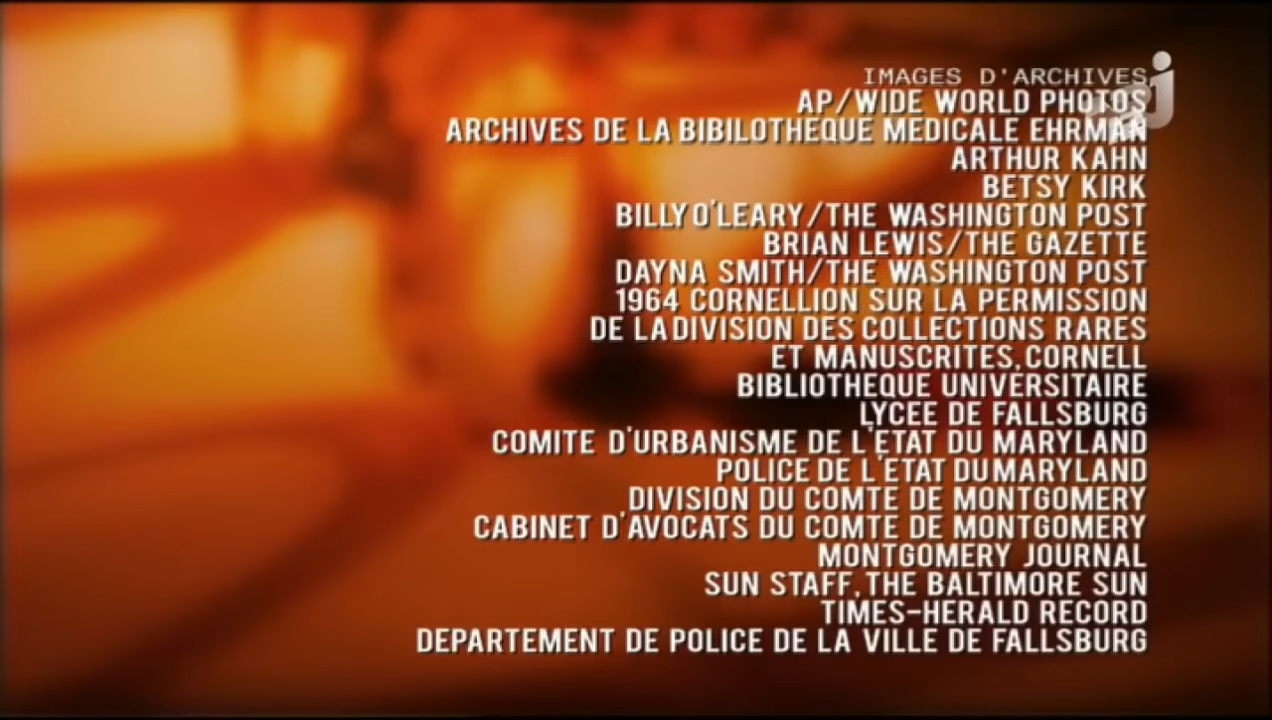 IMAGES D'ARCHIVES
AP/WIDE WORLD PHOTOS
ARCHIVES DE LA BIBILOTHEQUE MEDICALE EHRMAN
ARTHUR KAHN
BETSY KIRK
BILLY O'LEARY/THE WASHINGTON POST
BRIAN LEWIS/THE GAZETTE
DAYNA SMITH/THE WASHINGTON POST
1964 CORNELLION SUR LA PERMISSION
DE LA DIVISION DES COLLECTIONS RARES
ET MANUSCRITES, CORNELL
BIBLIOTHEQUE UNIVERSITAIRE
LYCEE DE FALLSBURG
COMITE D'URBANISME DE L'ETAT DU MARYLAND
POLICE DE L'ETAT DU MARYLAND
DIVISION DU COMTE DE MONTGOMERY
CABINET D'AVOCATS DU COMTE DE MONTGOMERY
MONTGOMERY JOURNAL
SUN STAFF, THE BALTIMORE SUN
TIMES-HERALD RECORD
DEPARTEMENT DE POLICE DE LA VILLE DE FALLSBURG